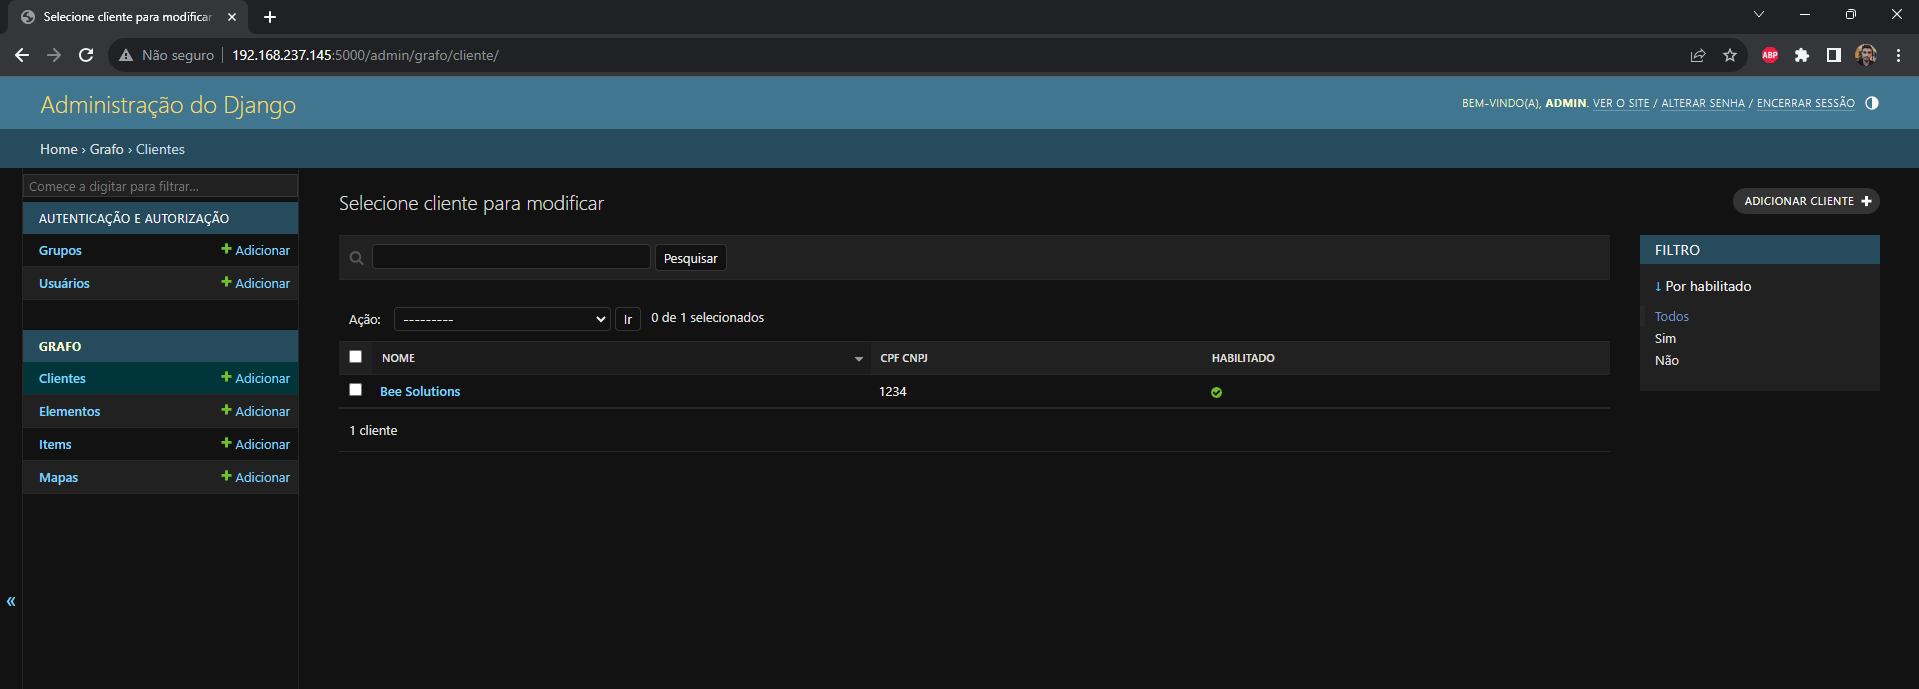 Selecione cliente para modificar
Não seguro
192.168.237.145:5000/admin/grafo/cliente/
ABP
Administração do Django
BEM-VINDO(A), ADMIN. VER O SITE / ALTERAR SENHA / ENCERRAR SESSÃO
Home › Grafo › Clientes
Comece a digitar para filtrar...
AUTENTICAÇÃO E AUTORIZAÇÃO
Grupos
Adicionar
Usuários
Adicionar
GRAFO
Clientes
Adicionar
Elementos
Adicionar
Items
Adicionar
Mapas
Adicionar
«
Selecione cliente para modificar
ADICIONAR CLIENTE
Pesquisar
Ação: --------- Ir 0 de 1 selecionados
NOME CPF CNPJ HABILITADO
Bee Solutions 1234
1 cliente
FILTRO
↓ Por habilitado
Todos
Sim
Não